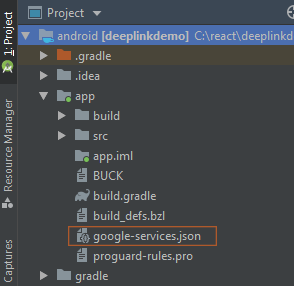 Project
1: Project
Resource Manager
Captures
android [deeplinkdemo] C:\react\deeplinkd
.gradle
.idea
app
build
src
app.iml
BUCK
build.gradle
build_defs.bzl
google-services.json
proguard-rules.pro
gradle